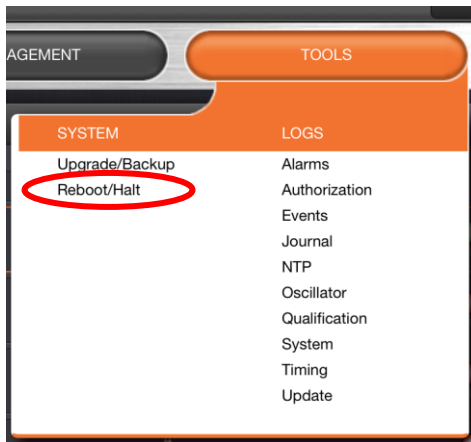 AGEMENT
TOOLS
SYSTEM
Upgrade/Backup
Reboot/Halt
LOGS
Alarms
Authorization
Events
Journal
NTP
Oscillator
Qualification
System
Timing
Update